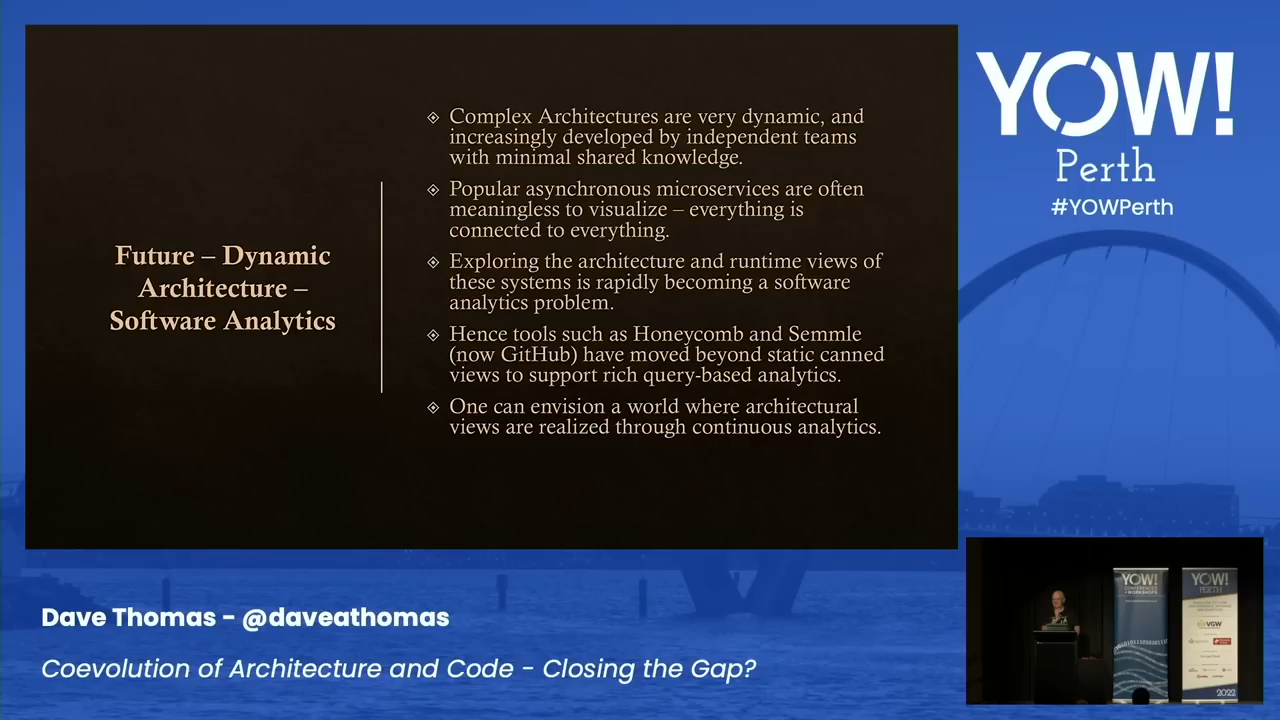 Future – Dynamic
Architecture –
Software Analytics
Complex Architectures are very dynamic, and
increasingly developed by independent teams
with minimal shared knowledge.
Popular asynchronous microservices are often
meaningless to visualize – everything is
connected to everything.
Exploring the architecture and runtime views of
these systems is rapidly becoming a software
analytics problem.
Hence tools such as Honeycomb and Semmle
(now GitHub) have moved beyond static canned
views to support rich query-based analytics.
One can envision a world where architectural
views are realized through continuous analytics.
YOW!
Perth
#YOWPerth
Dave Thomas - @daveathomas
Coevolution of Architecture and Code - Closing the Gap?
YOW!
YOW!
PERTH
VGW
2022